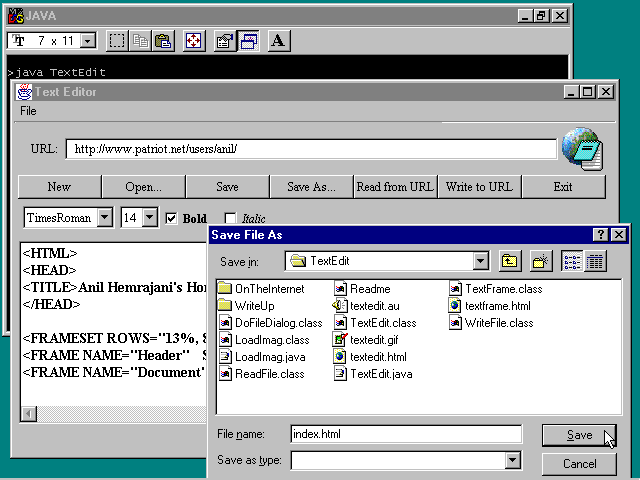 JAVA
7 x 11
A
>java TextEdit
Text Editor
File
URL: http://www.patriot.net/users/anil/
New Open... Save Save As... Read from URL Write to URL Exit
TimesRoman 14 Bold Italic
<HTML>
<HEAD>
<TITLE>Anil Hemrajani's Ho
</HEAD>
<FRAMESET ROWS="13%,
<FRAME NAME="Header"
<FRAME NAME="Document"
Save File As
Save in: TextEdit
OnTheInternet Readme TextFrame.class
WriteUp textedit.au textframe.html
DoFileDialog.class TextEdit.class WriteFile.class
LoadImag.class textedit.gif
LoadImag.java textedit.html
ReadFile.class TextEdit.java
File name: index.html Save
Save as type: Cancel